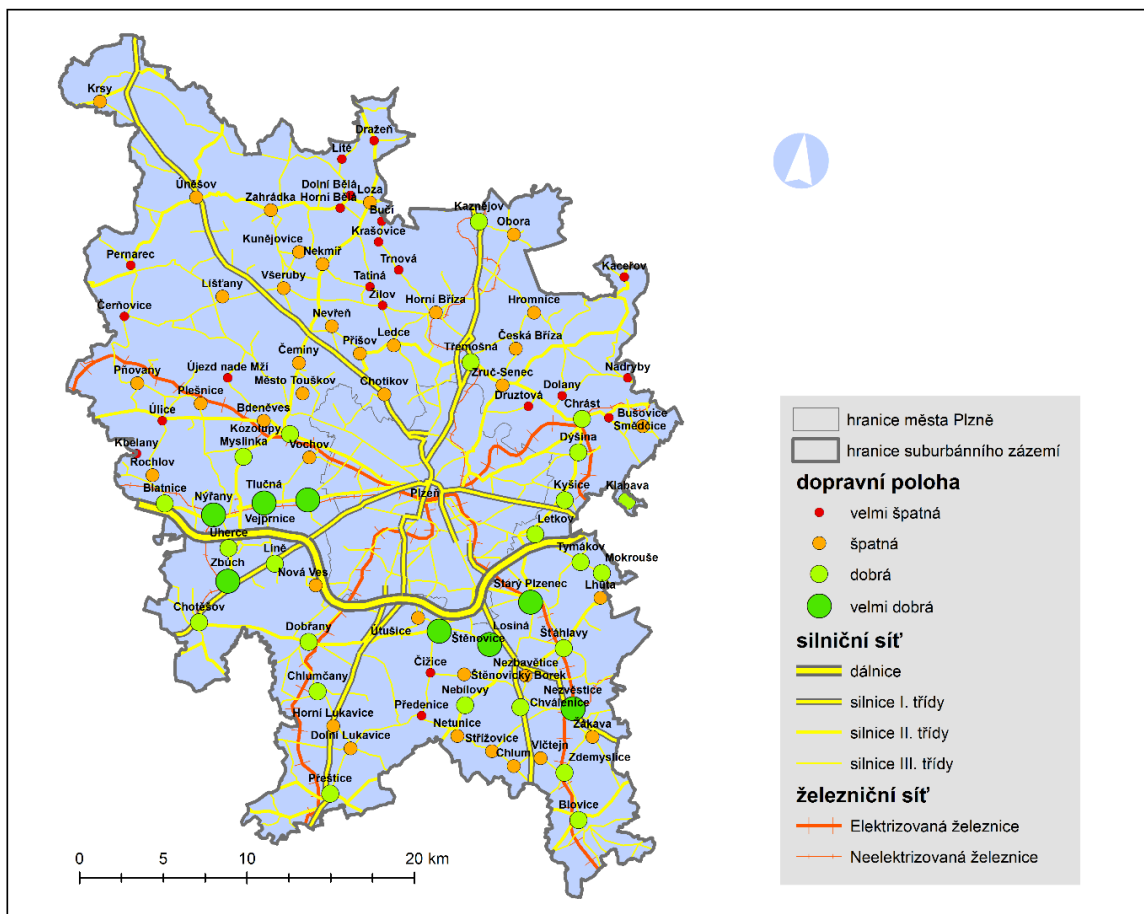 Krsy
Dražeň
Líté
Dolní Bělá
Loza
Úněšov
Zahrádka
Horní Bělá
Bučí
Kaznějov
Obora
Krašovice
Kunějovice
Nekmíř
Pernarec
Trnová
Kaceřov
Všeruby
Tatiná
Líšťany
Žilov
Horní Bříza
Hromnice
Čerňovice
Nevřeň
Ledce
Česká Bříza
Příšov
Třemošná
Čeminy
Pňovany
Újezd nade Mží
Město Touškov
Zruč-Senec
Nadryby
Plešnice
Chotíkov
Dolany
Druztová
Chrást
Úlice
Bdeněves
Bušovice
Kozolupy
Smědčice
Kbelany
Myslinka
Vochov
Dýšina
Rochlov
Blatnice
Tlučná
Nýřany
Plzeň
Kyšice
Klabava
Vejprnice
Letkov
Úherce
Líně
Tymákov
Zbůch
Mokrouše
Nová Ves
Starý Plzenec
Lhůta
Chotěšov
Dobřany
Útušice
Losiná
Štěnovice
Šťáhlavy
Čižice
Nezbavětice
Štěnovický Borek
Chlumčany
Nebílovy
Nezvěstice
Předenice
Chválenice
Horní Lukavice
Netunice
Žákava
Dolní Lukavice
Střížovice
Chlum
Vlčtejn
Zdemyslice
Přeštice
Blovice
0 5 10 20 km
hranice města Plzně
hranice suburbánního zázemí
dopravní poloha
velmi špatná
špatná
dobrá
velmi dobrá
silniční síť
dálnice
silnice I. třídy
silnice II. třídy
silnice III. třídy
železniční síť
Elektrizovaná železnice
Neelektrizovaná železnice